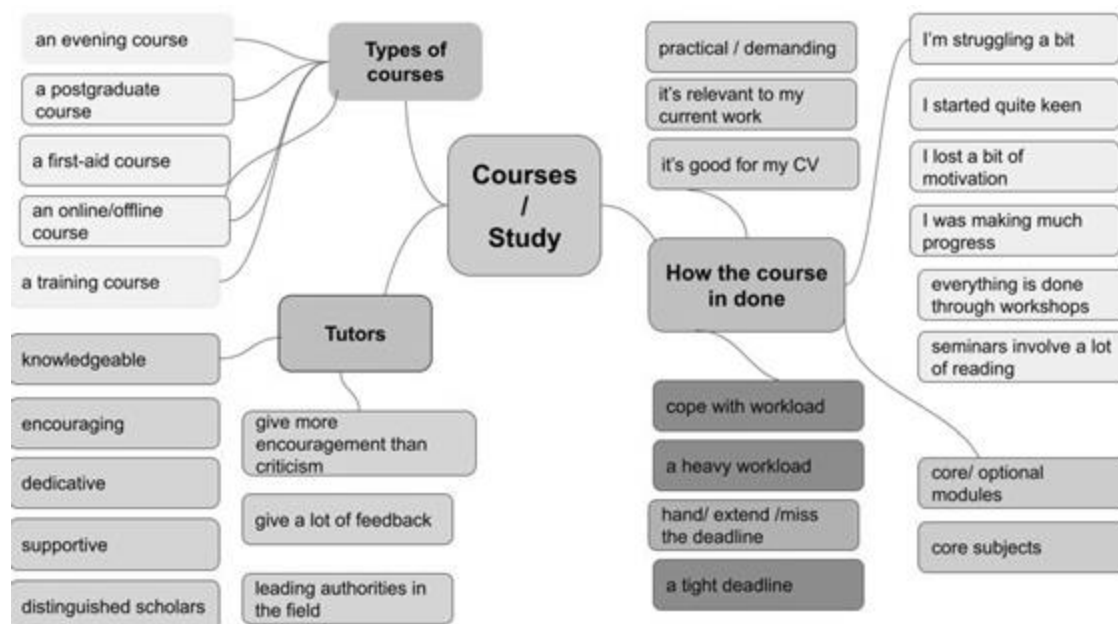 an evening course
a postgraduate
course
a first-aid course
an online/offline
course
a training course
Types of
courses
Courses
/
Study
Tutors
knowledgeable
encouraging
dedicative
supportive
distinguished scholars
give more
encouragement than
criticism
give a lot of feedback
leading authorities in
the field
practical / demanding
it's relevant to my
current work
it's good for my CV
How the course
in done
cope with workload
a heavy workload
hand/ extend /miss
the deadline
a tight deadline
I'm struggling a bit
I started quite keen
I lost a bit of
motivation
I was making much
progress
everything is done
through workshops
seminars involve a lot
of reading
core/ optional
modules
core subjects